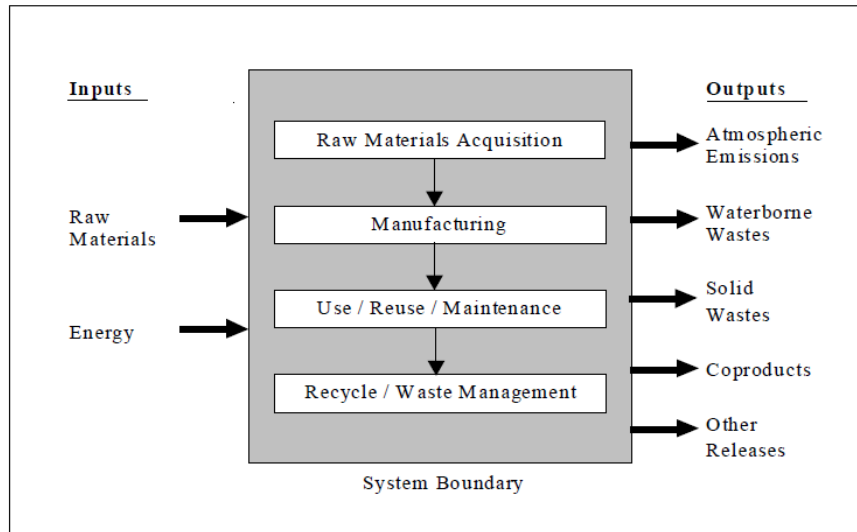 Inputs
Raw
Materials
Energy
Raw Materials Acquisition
Manufacturing
Use / Reuse / Maintenance
Recycle / Waste Management
System Boundary
Outputs
Atmospheric
Emissions
Waterborne
Wastes
Solid
Wastes
Coproducts
Other
Releases